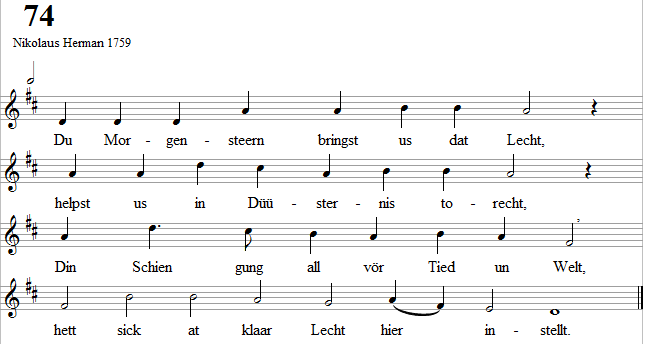 74
Nikolaus Herman 1759
Du Mor - gen - steern bringst us dat Lecht,
helpst us in Düü - ster - nis to - recht,
Din Schien gung all vör Tied un Welt,
hett sick at klaar Lecht hier in - stellt.